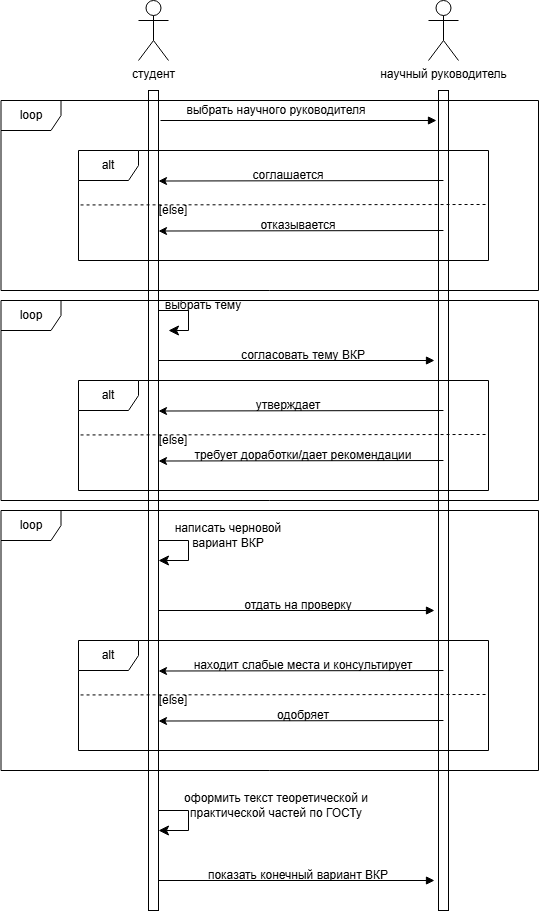 студент
научный руководитель
loop
выбрать научного руководителя
alt
соглашается
[else]
отказывается
loop
выбрать тему
согласовать тему ВКР
alt
утверждает
[else]
требует доработки/дает рекомендации
loop
написать черновой
вариант ВКР
отдать на проверку
alt
находит слабые места и консультирует
[else]
одобряет
оформить текст теоретической и
практической частей по ГОСТу
показать конечный вариант ВКР